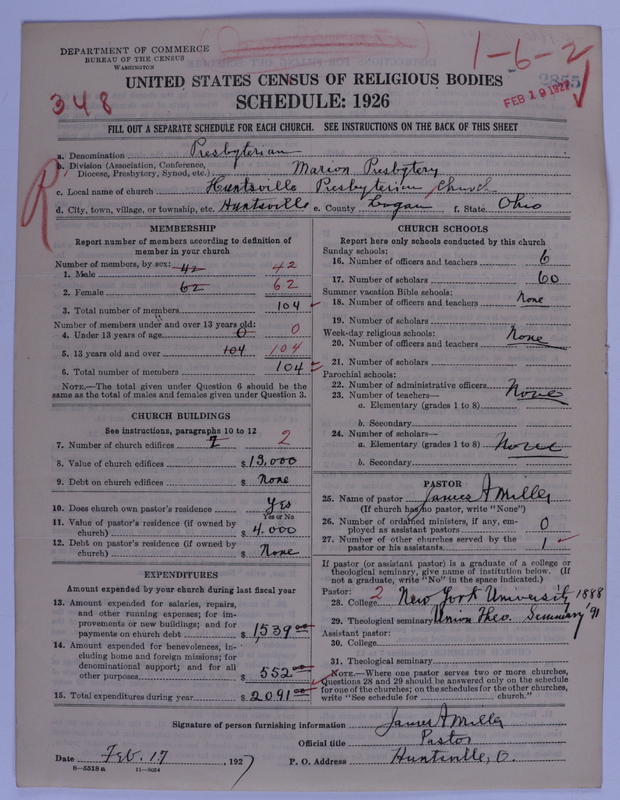 DEPARTMENT OF COMMERCE
BUREAU OF THE CENSUS
WASHINGTON
1-6-2
348
2855
FEB 19 1927
UNITED STATES CENSUS OF RELIGIOUS BODIES
SCHEDULE: 1926
FILL OUT A SEPARATE SCHEDULE FOR EACH CHURCH. SEE INSTRUCTIONS ON THE BACK OF THIS SHEET
R
a. Denomination Presbyterian
b. Division (Association, Conference, Diocese, Presbytery, Synod, etc.) Marion Presbytery
c. Local name of church Huntsville Presbyterian Church
d. City, town, village, or township, etc. Huntsville e. County Logan f. State Ohio
MEMBERSHIP
Report number of members according to definition of
member in your church
Number of members, by sex:
1. Male 42 42
2. Female 62 62
3. Total number of members 104
Number of members under and over 13 years old:
4. Under 13 years of age 0 0
5. 13 years old and over 104 104
6. Total number of members 104
NOTE.—The total given under Question 6 should be the
same as the total of males and females given under Question 3.
CHURCH BUILDINGS
See instructions, paragraphs 10 to 12
7. Number of church edifices 2
8. Value of church edifices $13,000
9. Debt on church edifices $ None
10. Does church own pastor's residence Yes
Yes or No
11. Value of pastor's residence (if owned by
church) $ 4,000
12. Debt on pastor's residence (if owned by
church) $ None
EXPENDITURES
Amount expended by your church during last fiscal year
13. Amount expended for salaries, repairs,
and other running expenses; for im-
provements or new buildings; and for
payments on church debt $ 1,539 00
14. Amount expended for benevolences, in-
cluding home and foreign missions; for
denominational support; and for all
other purposes $ 552 00
15. Total expenditures during year $ 2091 00
CHURCH SCHOOLS
Report here only schools conducted by this church
Sunday schools:
16. Number of officers and teachers 6
17. Number of scholars 60
Summer vacation Bible schools:
18. Number of officers and teachers None
19. Number of scholars
Week-day religious schools:
20. Number of officers and teachers None
21. Number of scholars
Parochial schools:
22. Number of administrative officers
23. Number of teachers— None
a. Elementary (grades 1 to 8)
b. Secondary
24. Number of scholars—
a. Elementary (grades 1 to 8) None
b. Secondary
PASTOR
25. Name of pastor James A Miller
(If church has no pastor, write "None")
26. Number of ordained ministers, if any, em-
ployed as assistant pastors 0
27. Number of other churches served by the
pastor or his assistants 1
If pastor (or assistant pastor) is a graduate of a college or
theological seminary, give name of institution below. (If
not a graduate, write "No" in the space indicated.)
Pastor: 2
28. College New York University 1888
29. Theological seminary Union Theo. Seminary '91
Assistant pastor:
30. College
31. Theological seminary
NOTE.—Where one pastor serves two or more churches,
Questions 28 and 29 should be answered only on the schedule
for one of the churches; on the schedules for the other churches,
write "See schedule for church."
Signature of person furnishing information James A Miller
Official title Pastor
Date Feb. 17, 1927 P. O. Address Huntsville, O.
8—5518a 11—8054